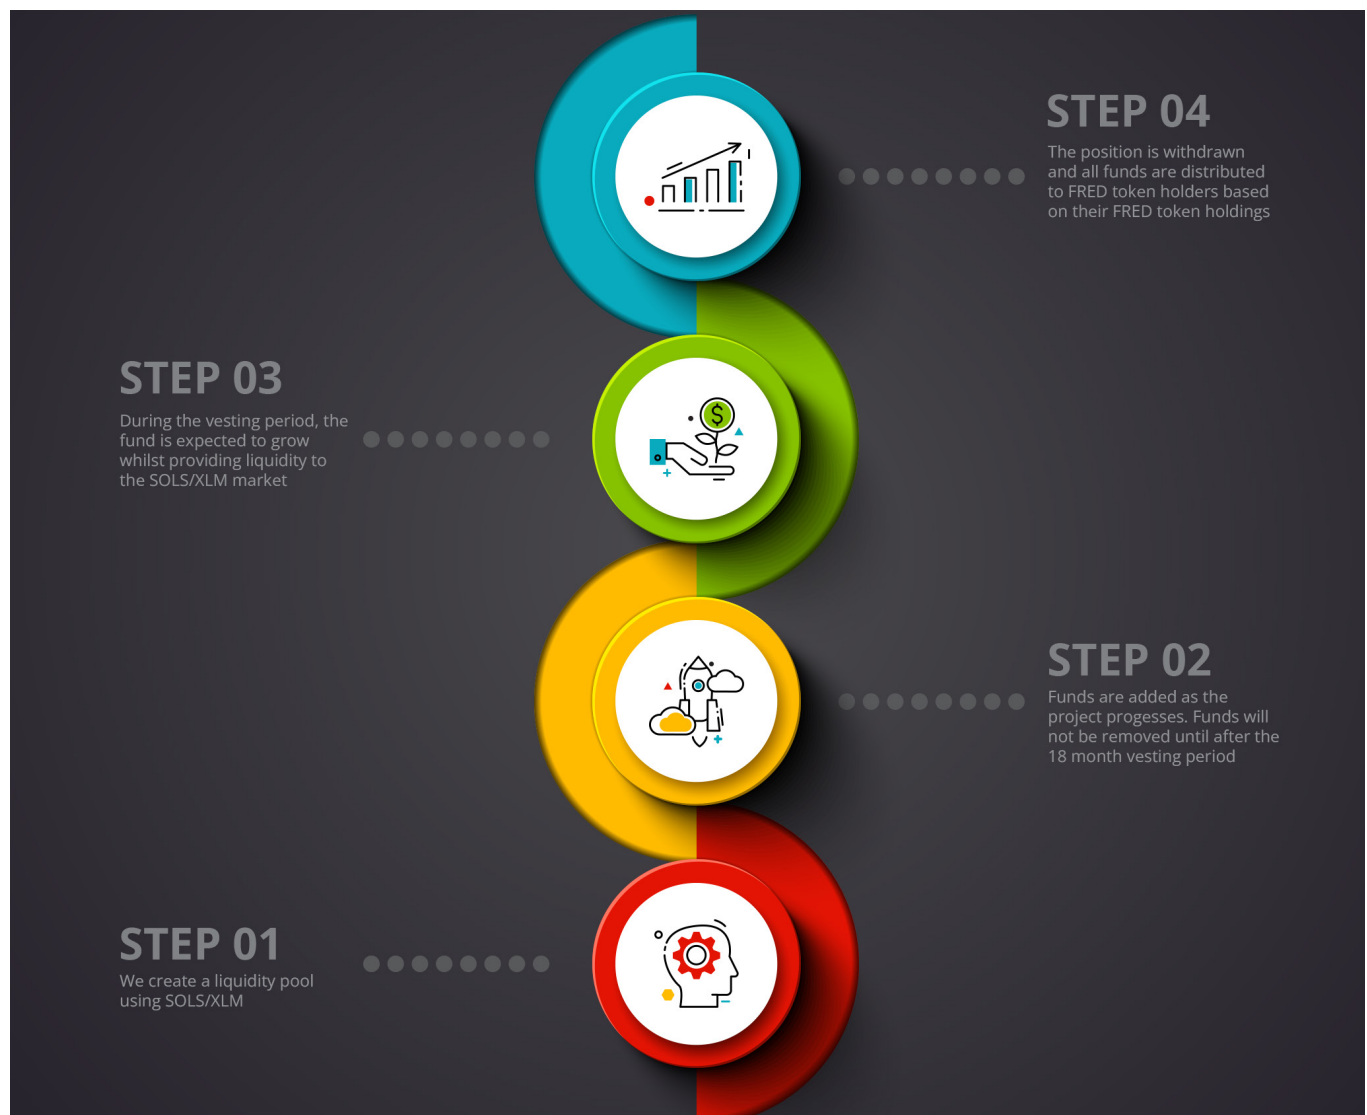 STEP 04
The position is withdrawn
and all funds are distributed
to FRED token holders based
on their FRED token holdings
STEP 03
During the vesting period, the
fund is expected to grow
whilst providing liquidity to
the SOLS/XLM market
$
STEP 02
Funds are added as the
project progesses. Funds will
not be removed until after the
18 month vesting period
STEP 01
We create a liquidity pool
using SOLS/XLM